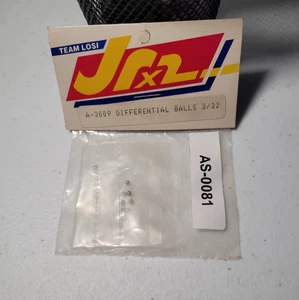 TEAM LOSI
JRX2
A-3009 DIFFERENTIAL BALLS 3/32
AS-0081